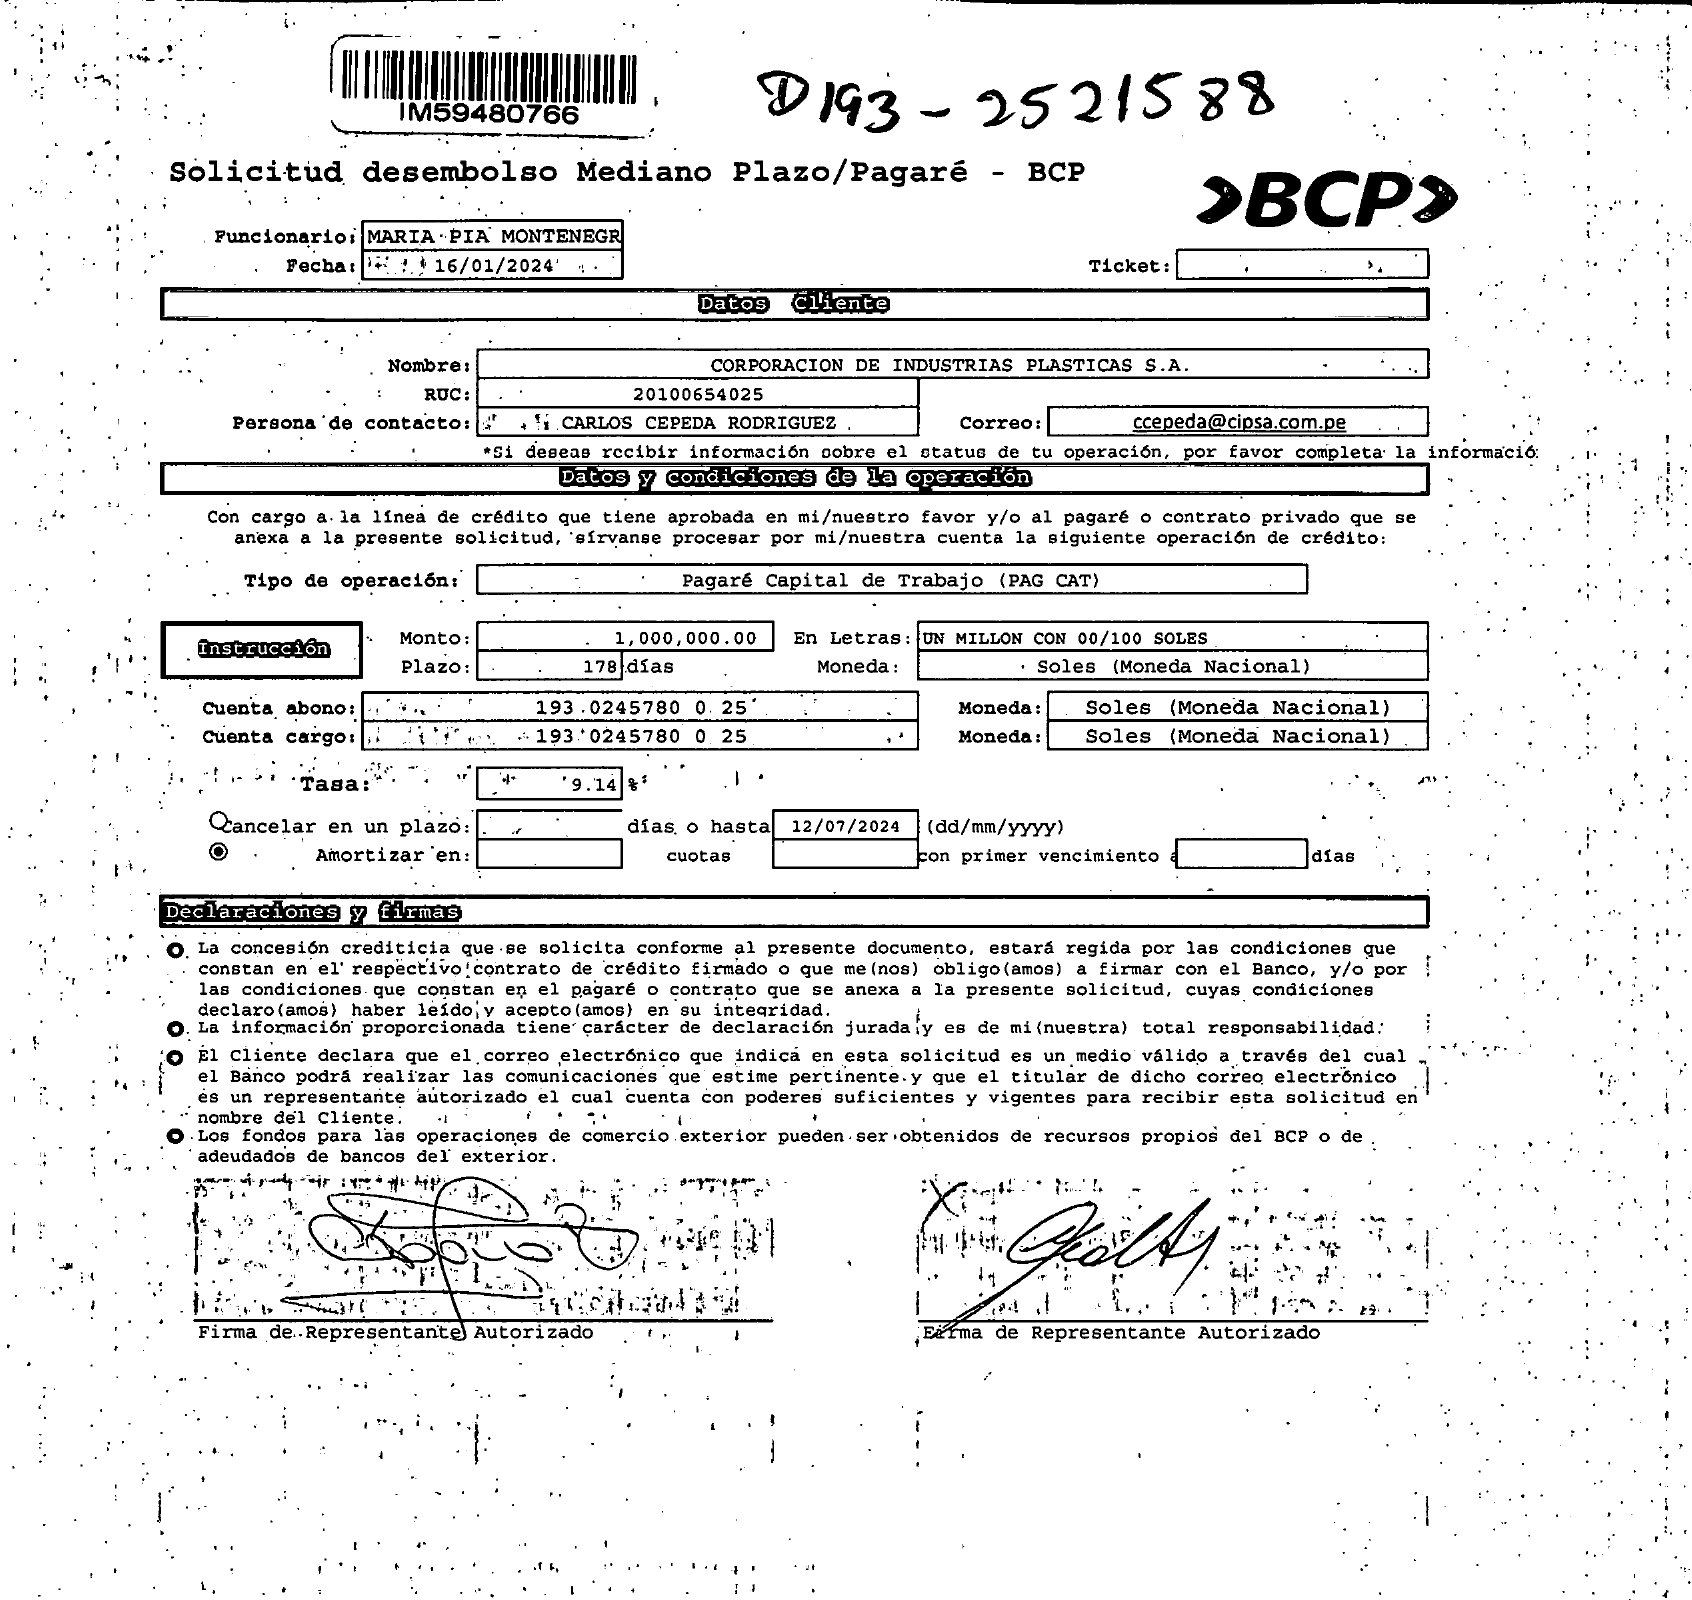 IM59480766
D193-2521588
Solicitud desembolso Mediano Plazo/Pagaré - BCP
BCP
Funcionario: MARIA PIA MONTENEGR
Fecha: 16/01/2024
Ticket:
Datos Cliente
Nombre: CORPORACION DE INDUSTRIAS PLASTICAS S.A.
RUC: 20100654025
Persona de contacto: CARLOS CEPEDA RODRIGUEZ Correo: ccepeda@cipsa.com.pe
*Si deseas recibir información sobre el status de tu operación, por favor completa la informació
Datos y condiciones de la operación
Con cargo a la línea de crédito que tiene aprobada en mi/nuestro favor y/o al pagaré o contrato privado que se
anexa a la presente solicitud, sírvanse procesar por mi/nuestra cuenta la siguiente operación de crédito:
Tipo de operación: Pagaré Capital de Trabajo (PAG CAT)
Instrucción
Monto: 1,000,000.00 En Letras: UN MILLON CON 00/100 SOLES
Plazo: 178 días Moneda: Soles (Moneda Nacional)
Cuenta abono: 193 0245780 0 25 Moneda: Soles (Moneda Nacional)
Cuenta cargo: 193 0245780 0 25 Moneda: Soles (Moneda Nacional)
Tasa: 9.14 %
Cancelar en un plazo: días o hasta 12/07/2024 (dd/mm/yyyy)
Amortizar en: cuotas con primer vencimiento a días
Declaraciones y firmas
La concesión crediticia que se solicita conforme al presente documento, estará regida por las condiciones que
constan en el respectivo contrato de crédito firmado o que me(nos) obligo(amos) a firmar con el Banco, y/o por
las condiciones que constan en el pagaré o contrato que se anexa a la presente solicitud, cuyas condiciones
declaro(amos) haber leído y acepto(amos) en su integridad.
La información proporcionada tiene carácter de declaración jurada y es de mi(nuestra) total responsabilidad.
El Cliente declara que el correo electrónico que indica en esta solicitud es un medio válido a través del cual
el Banco podrá realizar las comunicaciones que estime pertinente y que el titular de dicho correo electrónico
es un representante autorizado el cual cuenta con poderes suficientes y vigentes para recibir esta solicitud en
nombre del Cliente.
Los fondos para las operaciones de comercio exterior pueden ser obtenidos de recursos propios del BCP o de
adeudados de bancos del exterior.
Firma de Representante Autorizado
Firma de Representante Autorizado